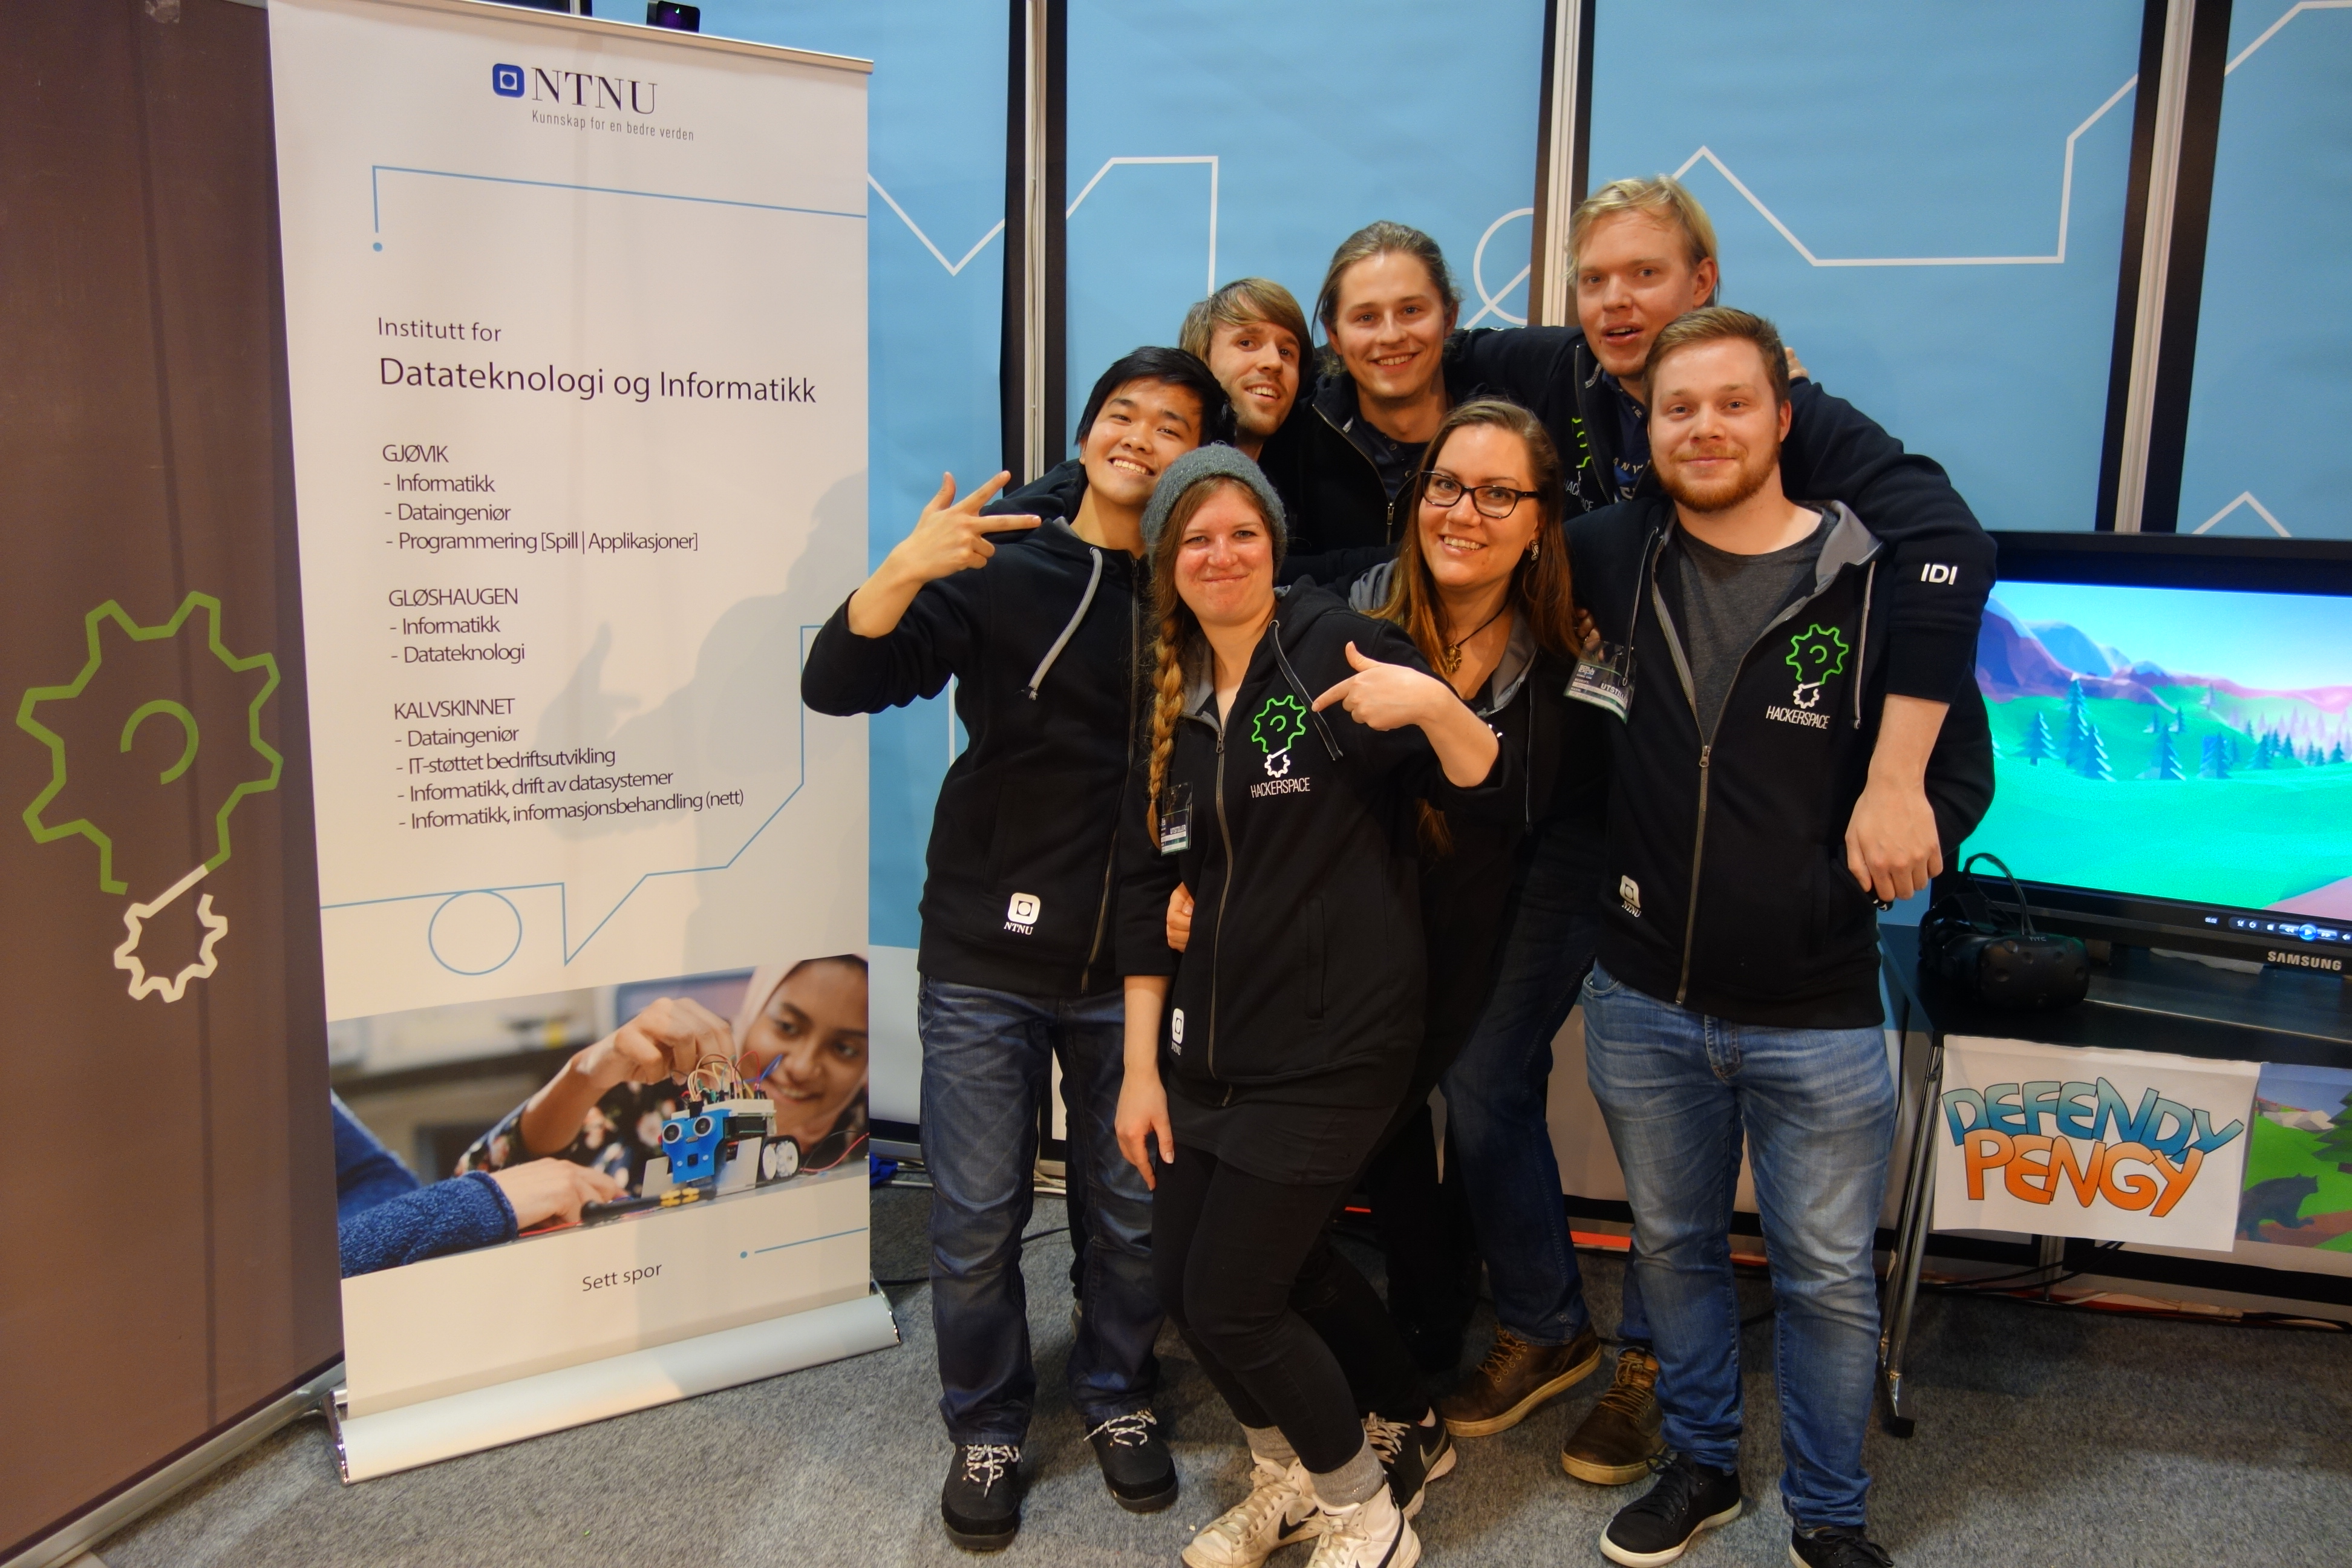 NTNU
Kunnskap for en bedre verden
Institutt for
Datateknologi og Informatikk
GJØVIK
- Informatikk
- Dataingeniør
- Programmering [Spill | Applikasjoner]
GLØSHAUGEN
- Informatikk
- Datateknologi
KALVSKINNET
- Dataingeniør
- IT-støttet bedriftsutvikling
- Informatikk, drift av datasystemer
- Informatikk, informasjonsbehandling (nett)
Sett spor
NTNU
HACKERSPACE
NTNU
HACKERSPACE
NTNU
IDI
SAMSUNG
DEFENDY
PENGY